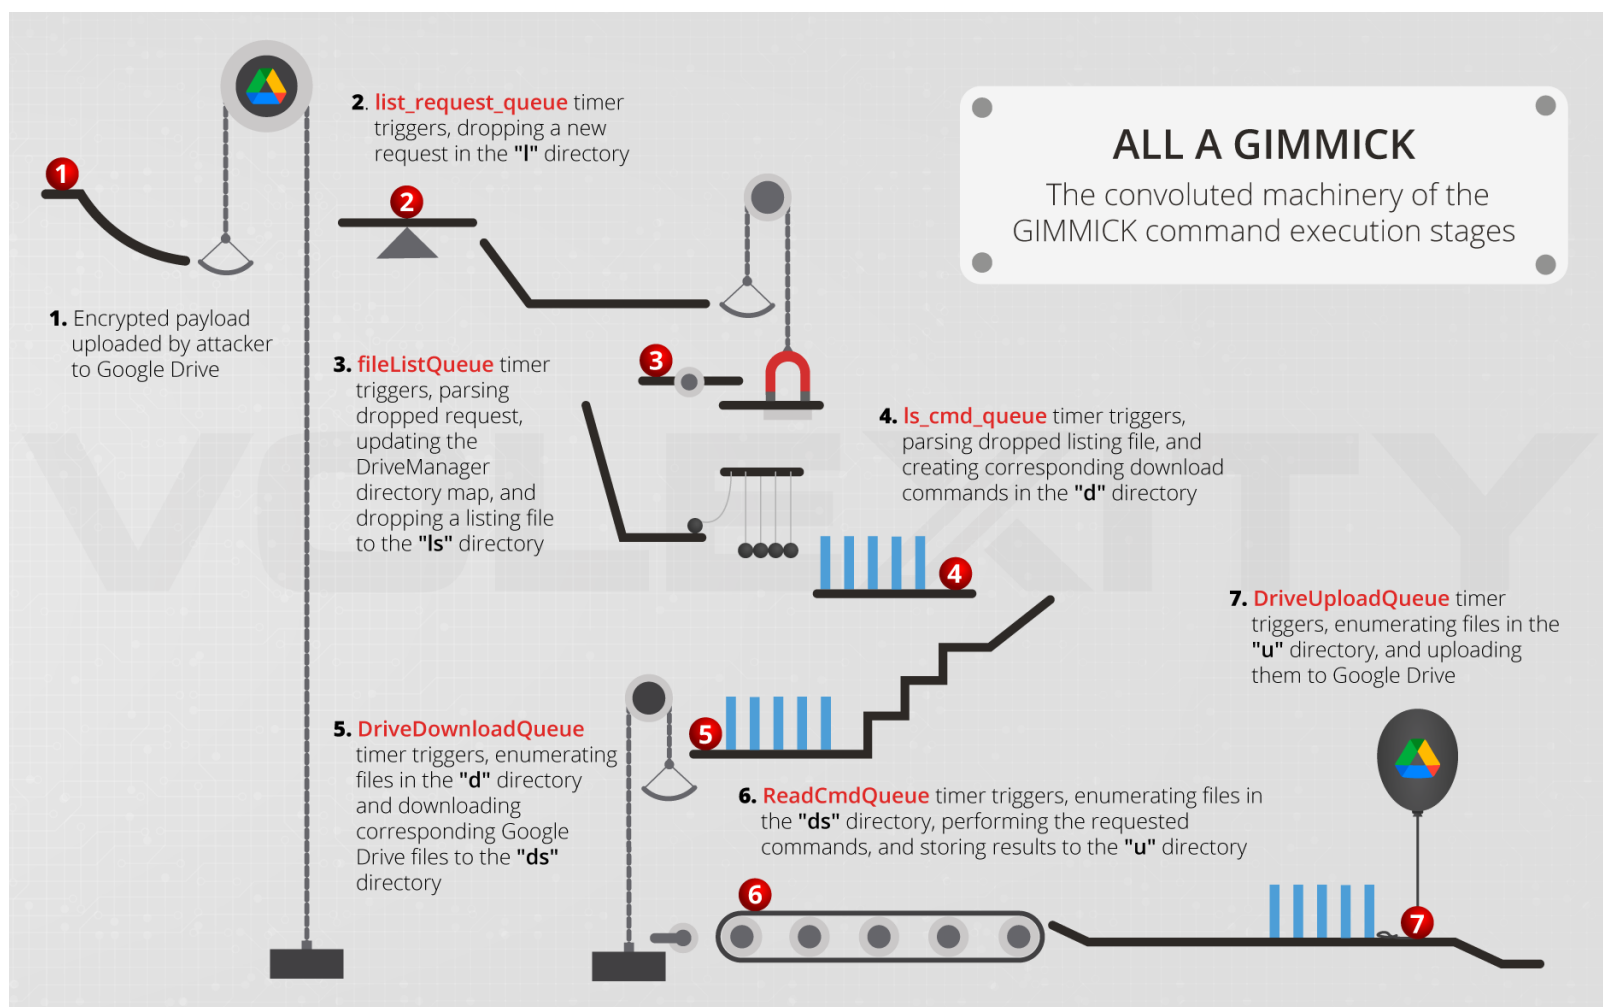 ALL A GIMMICK
The convoluted machinery of the
GIMMICK command execution stages
1
1. Encrypted payload
uploaded by attacker
to Google Drive
2. list_request_queue timer
triggers, dropping a new
request in the "l" directory
2
3. fileListQueue timer
triggers, parsing
dropped request,
updating the
DriveManager
directory map, and
dropping a listing file
to the "ls" directory
3
4. ls_cmd_queue timer triggers,
parsing dropped listing file, and
creating corresponding download
commands in the "d" directory
4
VOLEXITY
5. DriveDownloadQueue
timer triggers, enumerating
files in the "d" directory
and downloading
corresponding Google
Drive files to the "ds"
directory
5
6. ReadCmdQueue timer triggers, enumerating files in
the "ds" directory, performing the requested
commands, and storing results to the "u" directory
6
7. DriveUploadQueue timer
triggers, enumerating files in the
"u" directory, and uploading
them to Google Drive
7